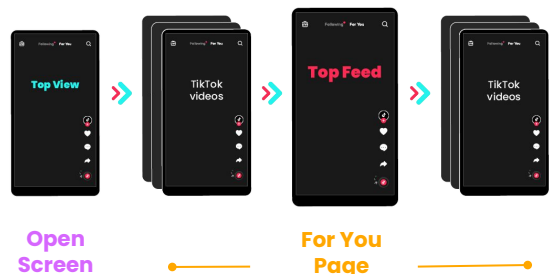 Following For You
Top View
Following For You
TikTok
videos
Following For You
Top Feed
Following For You
TikTok
videos
Open
Screen
For You
Page